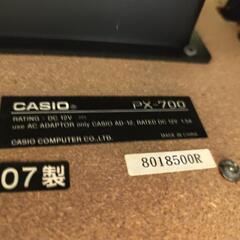 CASIO® PX-700
RATING : DC 12V
use AC ADAPTOR only CASIO AD-12, RATED DC 12V 1.5A
CASIO COMPUTER CO.,LTD. MADE IN CHINA
8018500R
07製